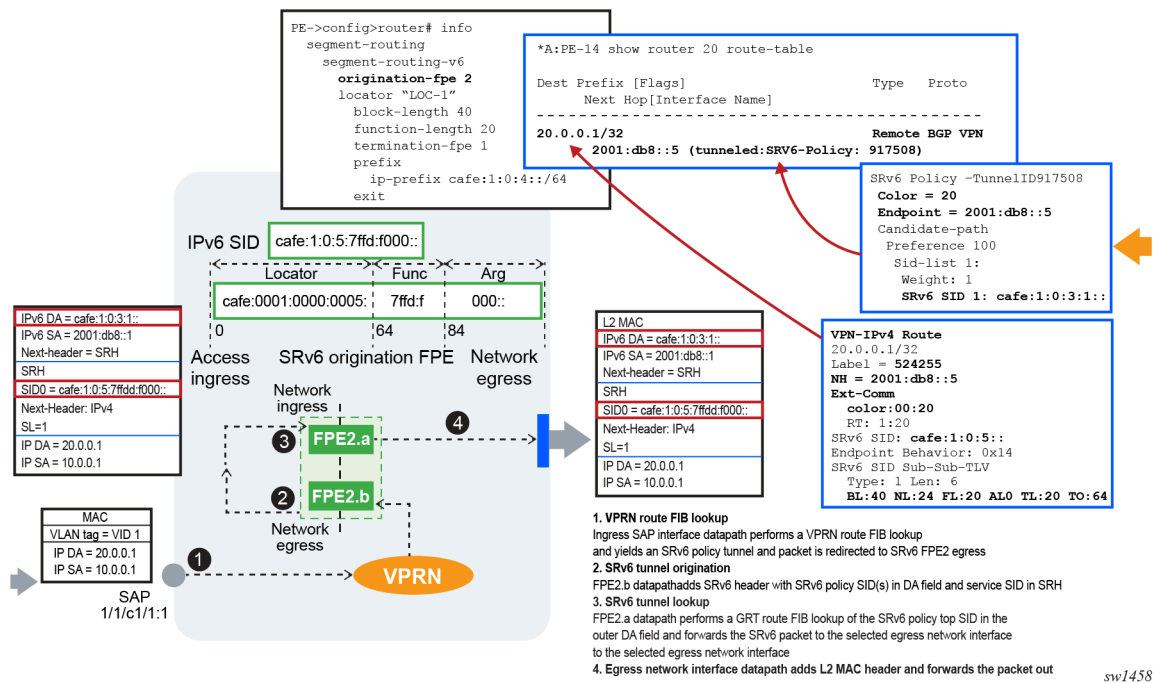 PE->config>router# info
segment-routing
segment-routing-v6
origination-fpe 2
locator “LOC-1”
block-length 40
function-length 20
termination-fpe 1
prefix
ip-prefix cafe:1:0:4::/64
exit
*A:PE-14 show router 20 route-table
Dest Prefix [Flags] Type Proto
Next Hop[Interface Name]
- - - - - - - - - - - - - - - - - - - - - - - - - - - - - - - - - - - - - - - - - - - - - - - - - - -
20.0.0.1/32 Remote BGP VPN
2001:db8::5 (tunneled:SRV6-Policy: 917508)
SRv6 Policy -TunnelID917508
Color = 20
Endpoint = 2001:db8::5
Candidate-path
Preference 100
Sid-list 1:
Weight: 1
SRv6 SID 1: cafe:1:0:3:1::
IPv6 SID cafe:1:0:5:7ffd:f000::
Locator Func Arg
cafe:0001:0000:0005: 7ffd:f 000::
0 64 84
Access ingress
SRv6 origination FPE
Network egress
IPv6 DA = cafe:1:0:3:1::
IPv6 SA = 2001:db8::1
Next-header = SRH
SRH
SID0 = cafe:1:0:5:7ffdd:f000::
Next-Header: IPv4
SL=1
IP DA = 20.0.0.1
IP SA = 10.0.0.1
Network
ingress
3 FPE2.a 4
2 FPE2.b
Network
egress
MAC
VLAN tag = VID 1
IP DA = 20.0.0.1
IP SA = 10.0.0.1
1
VPRN
SAP
1/1/c1/1:1
L2 MAC
IPv6 DA = cafe:1:0:3:1::
IPv6 SA = 2001:db8::1
Next-header = SRH
SRH
SID0 = cafe:1:0:5:7ffdd:f000::
Next-Header: IPv4
SL=1
IP DA = 20.0.0.1
IP SA = 10.0.0.1
VPN-IPv4 Route
20.0.0.1/32
Label = 524255
NH = 2001:db8::5
Ext-Comm
color:00:20
RT: 1:20
SRv6 SID: cafe:1:0:5::
Endpoint Behavior: 0x14
SRv6 SID Sub-Sub-TLV
Type: 1 Len: 6
BL:40 NL:24 FL:20 AL0 TL:20 TO:64
1. VPRN route FIB lookup
Ingress SAP interface datapath performs a VPRN route FIB lookup
and yields an SRv6 policy tunnel and packet is redirected to SRv6 FPE2 egress
2. SRv6 tunnel origination
FPE2.b datapathadds SRv6 header with SRv6 policy SID(s) in DA field and service SID in SRH
3. SRv6 tunnel lookup
FPE2.a datapath performs a GRT route FIB lookup of the SRv6 policy top SID in the
outer DA field and forwards the SRv6 packet to the selected egress network interface
to the selected egress network interface
4. Egress network interface datapath adds L2 MAC header and forwards the packet out
sw1458